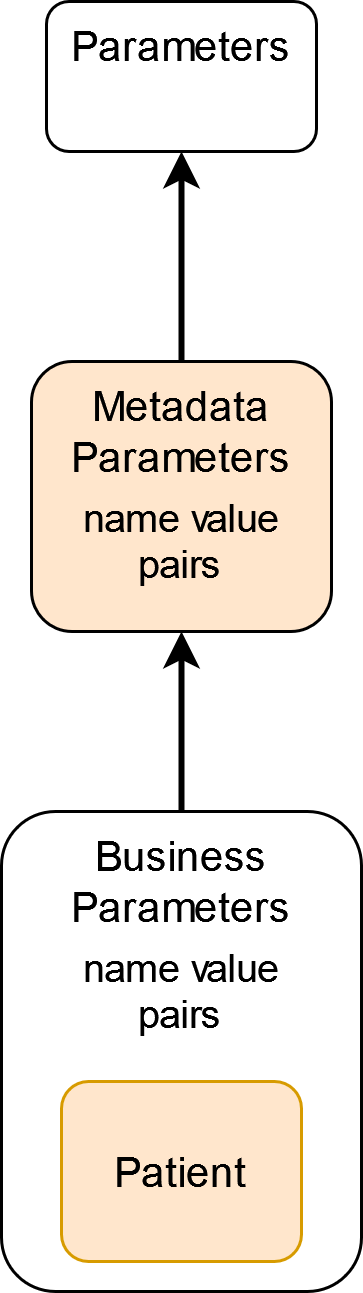 Parameters
Metadata
Parameters
name value
pairs
Business
Parameters
name value
pairs
Patient